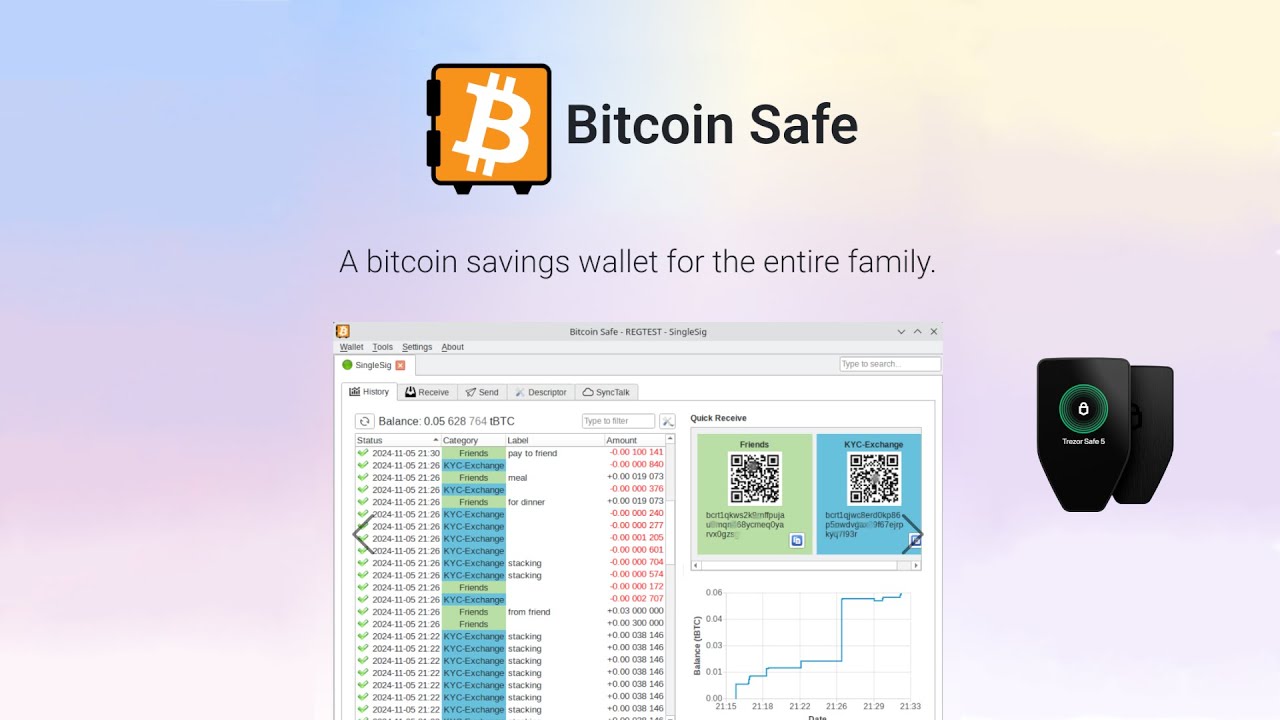 Bitcoin Safe
A bitcoin savings wallet for the entire family.
Bitcoin Safe - REGTEST - SingleSig
Wallet Tools Settings About
SingleSig
Type to search...
History Receive Send Descriptor SyncTalk
Balance: 0.05 628 764 tBTC
Type to filter
Status Category Label Amount
2024-11-05 21:30 Friends pay to friend -0.00 100 141
2024-11-05 21:26 KYC-Exchange -0.00 000 840
2024-11-05 21:26 Friends meal +0.00 019 073
2024-11-05 21:26 KYC-Exchange -0.00 000 376
2024-11-05 21:26 Friends for dinner +0.00 019 073
2024-11-05 21:26 KYC-Exchange -0.00 000 240
2024-11-05 21:26 KYC-Exchange -0.00 000 277
2024-11-05 21:26 KYC-Exchange -0.00 001 205
2024-11-05 21:26 KYC-Exchange -0.00 000 601
2024-11-05 21:26 KYC-Exchange stacking -0.00 000 704
2024-11-05 21:26 KYC-Exchange stacking -0.00 000 574
2024-11-05 21:26 Friends -0.00 000 172
2024-11-05 21:26 KYC-Exchange -0.00 002 707
2024-11-05 21:26 Friends from friend +0.03 000 000
2024-11-05 21:26 Friends +0.00 300 000
2024-11-05 21:22 KYC-Exchange stacking +0.00 038 146
2024-11-05 21:22 KYC-Exchange stacking +0.00 038 146
2024-11-05 21:22 KYC-Exchange stacking +0.00 038 146
2024-11-05 21:22 KYC-Exchange stacking +0.00 038 146
2024-11-05 21:22 KYC-Exchange stacking +0.00 038 146
2024-11-05 21:22 KYC-Exchange stacking +0.00 038 146
2024-11-05 21:22 KYC-Exchange stacking +0.00 038 146
Quick Receive
Friends
KYC-Exchange
Balance (tBTC)
0.06
0.04
0.03
0.01
0.00
21:15 21:18 21:22 21:26 21:29 21:33
Date
Trezor Safe 5